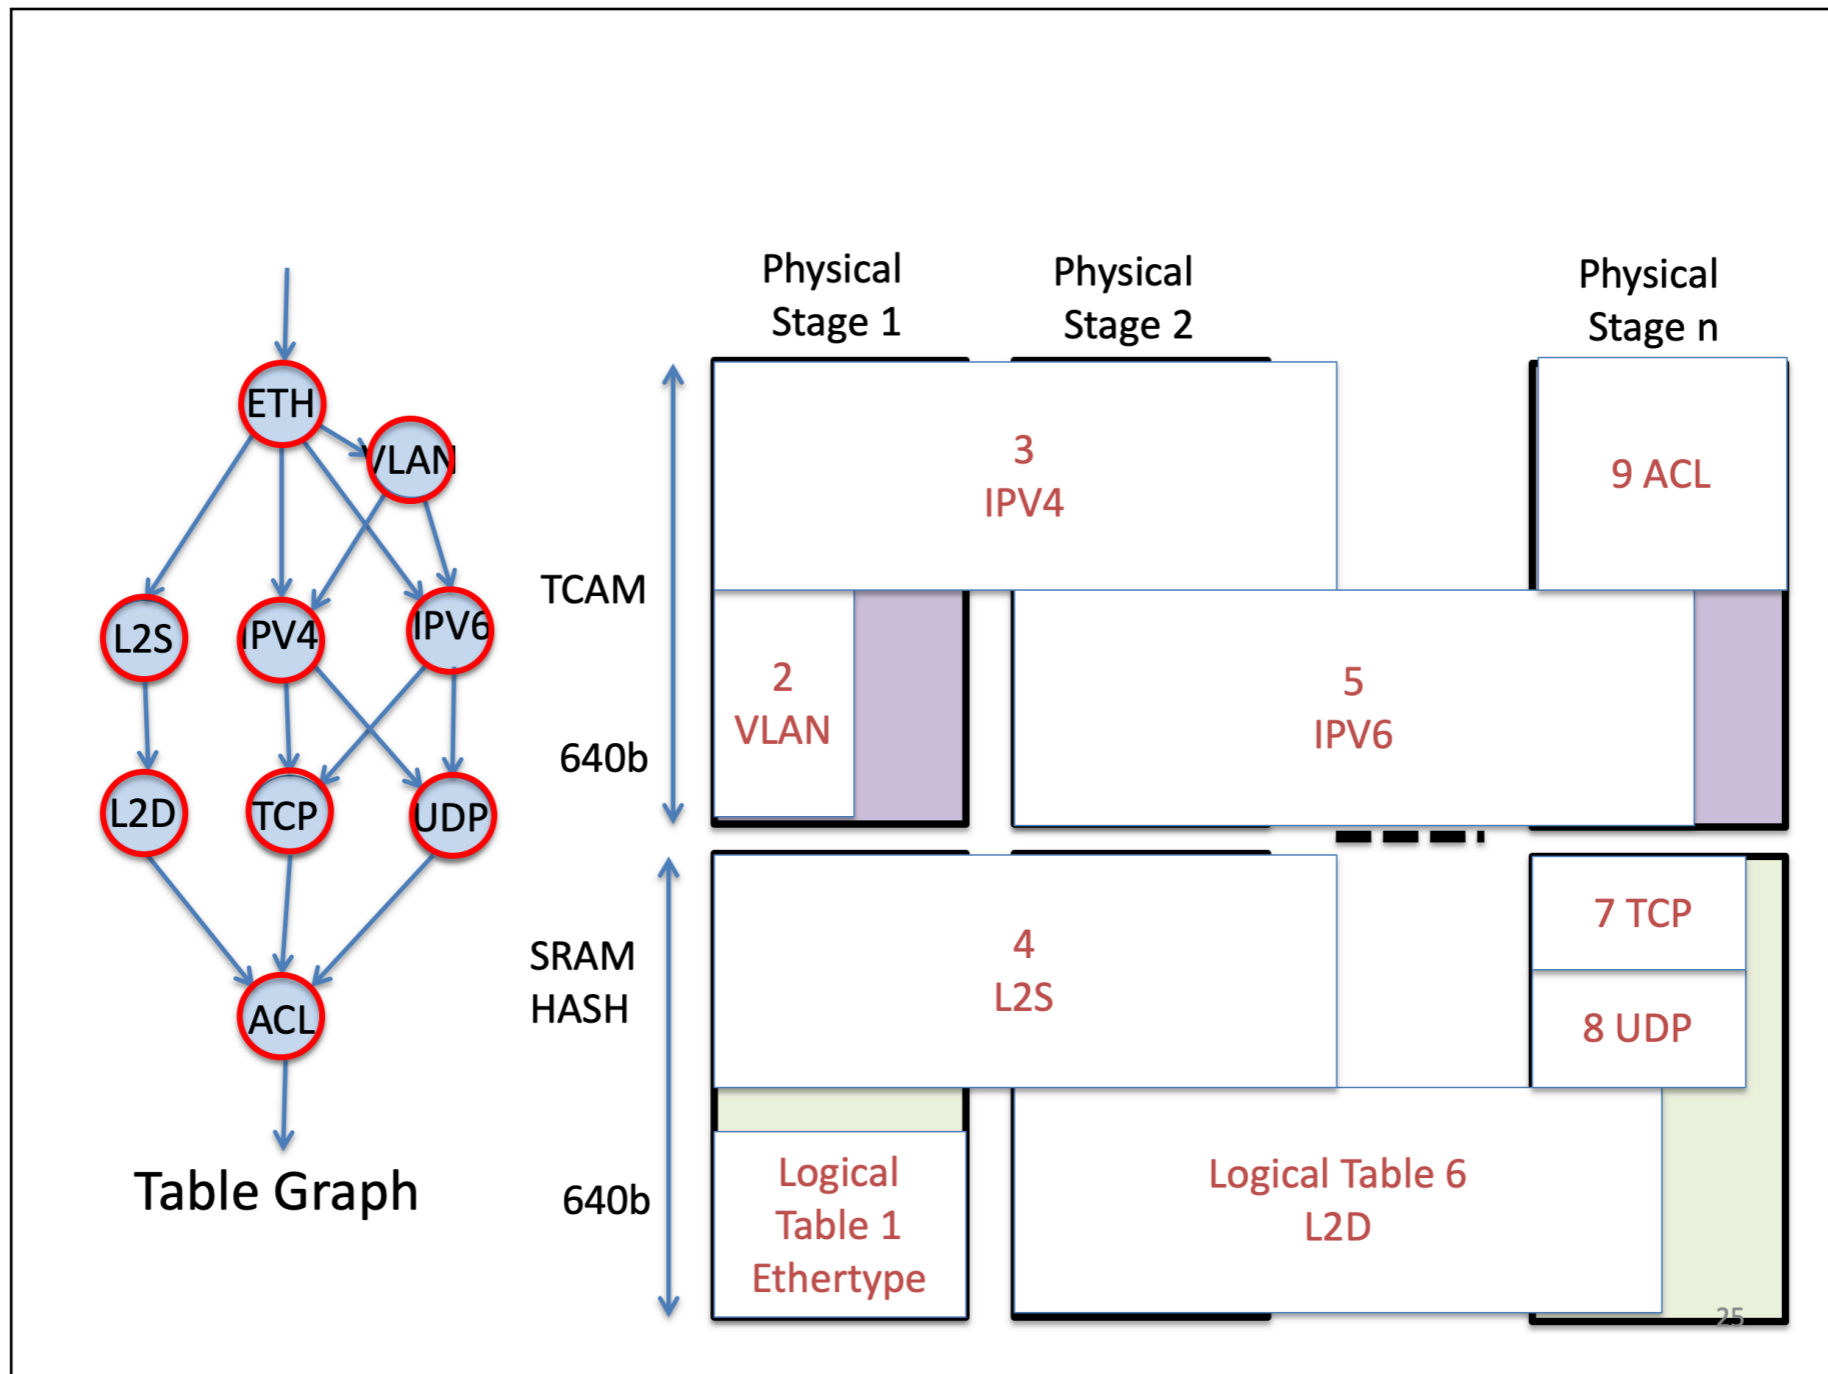 Physical
Stage 1
Physical
Stage 2
Physical
Stage n
ETH
VLAN
L2S
IPV4
IPV6
L2D
TCP
UDP
ACL
Table Graph
TCAM
640b
SRAM
HASH
640b
3
IPV4
9 ACL
2
VLAN
5
IPV6
4
L2S
7 TCP
8 UDP
Logical
Table 1
Ethertype
Logical Table 6
L2D
25